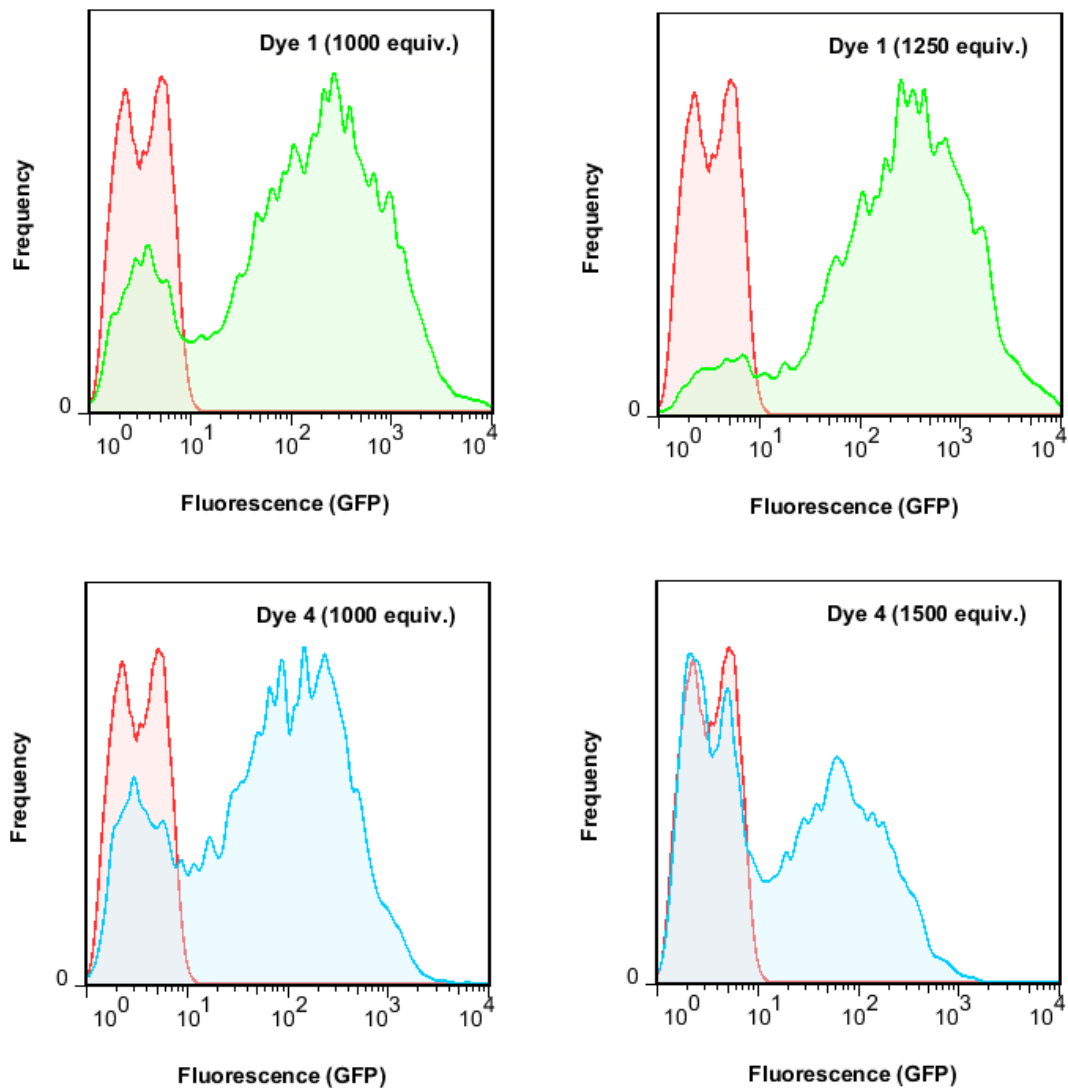 Dye 1 (1000 equiv.)
Frequency
0
10^0 10^1 10^2 10^3 10^4
Fluorescence (GFP)
Dye 1 (1250 equiv.)
Frequency
0
10^0 10^1 10^2 10^3 10^4
Fluorescence (GFP)
Dye 4 (1000 equiv.)
Frequency
0
10^0 10^1 10^2 10^3 10^4
Fluorescence (GFP)
Dye 4 (1500 equiv.)
Frequency
0
10^0 10^1 10^2 10^3 10^4
Fluorescence (GFP)